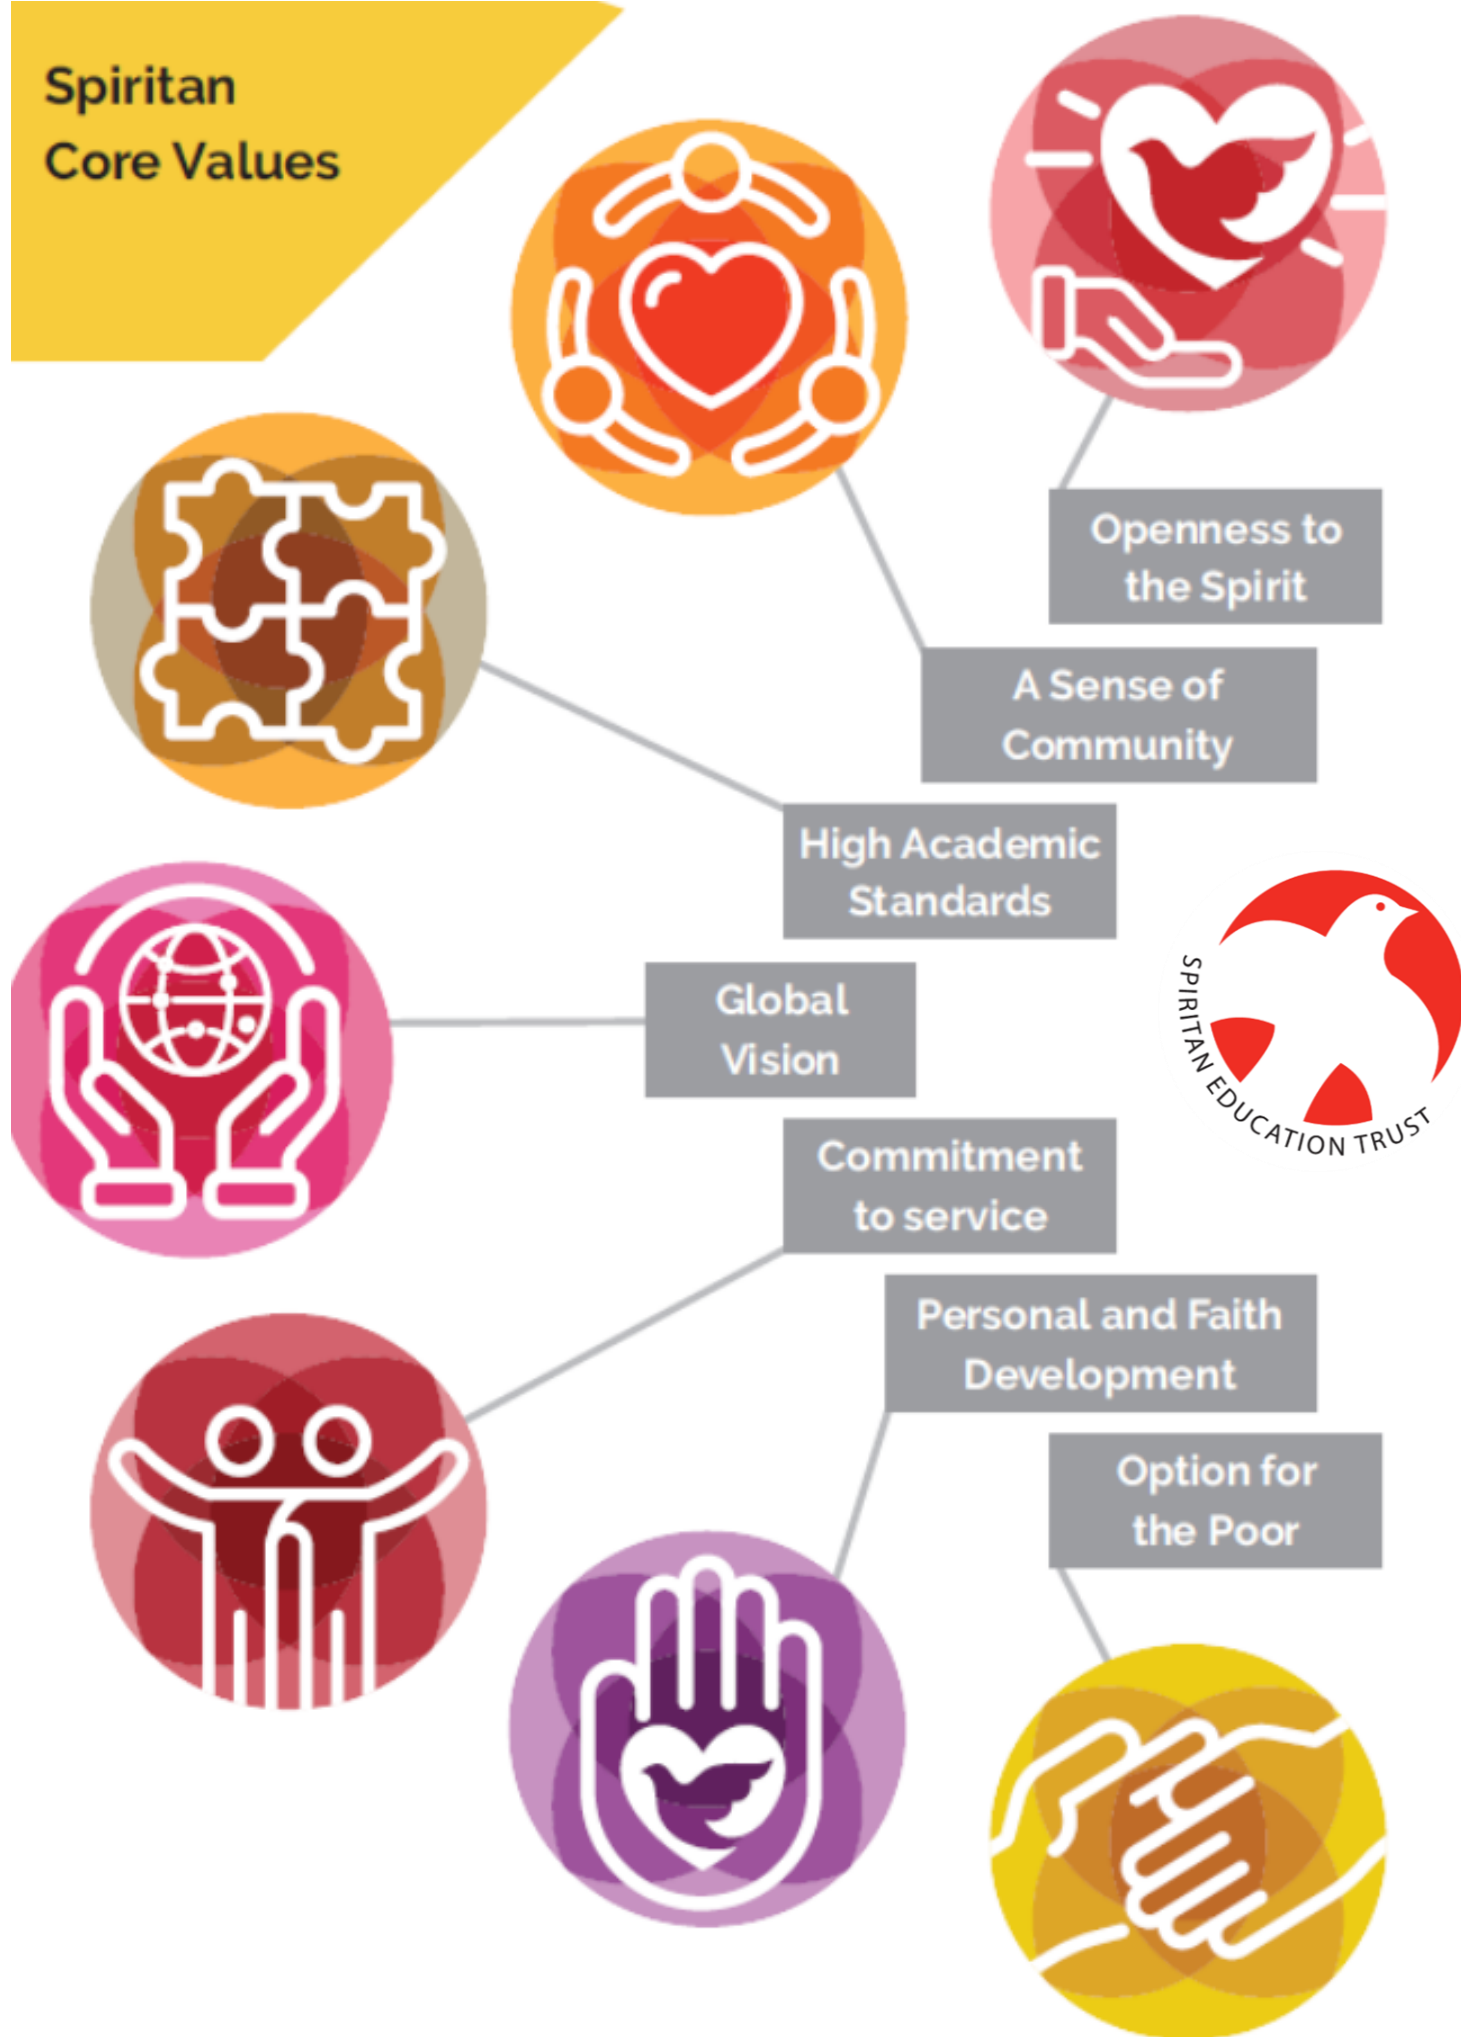 Spiritan
Core Values
Openness to
the Spirit
A Sense of
Community
High Academic
Standards
Global
Vision
SPIRITAN EDUCATION TRUST
Commitment
to service
Personal and Faith
Development
Option for
the Poor